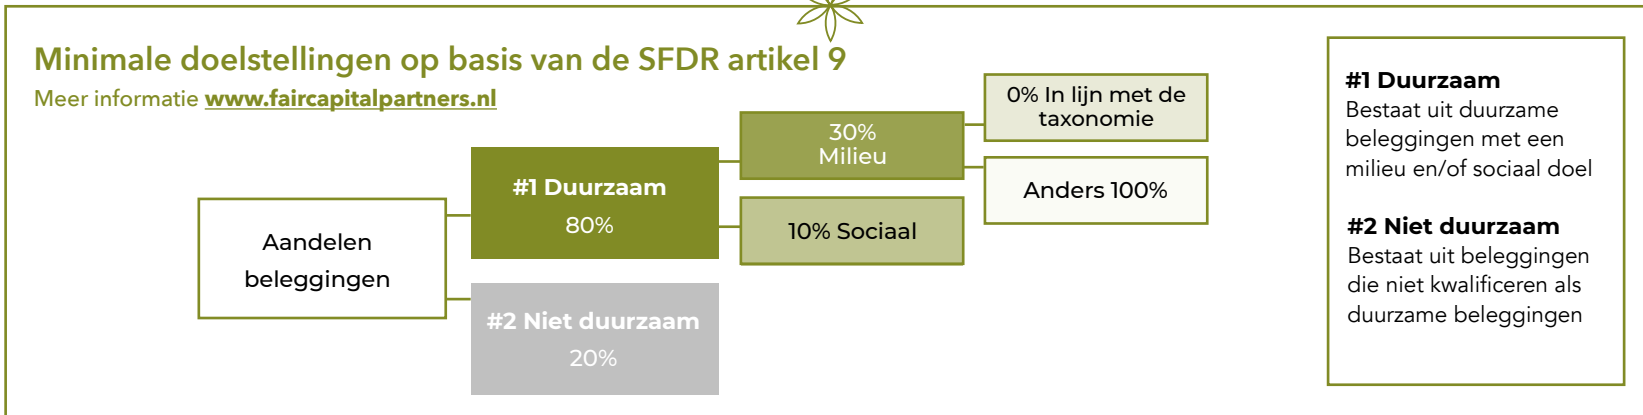 Minimale doelstellingen op basis van de SFDR artikel 9
Meer informatie www.faircapitalpartners.nl
Aandelen
beleggingen
#1 Duurzaam
80%
#2 Niet duurzaam
20%
30%
Milieu
10% Sociaal
0% In lijn met de
taxonomie
Anders 100%
#1 Duurzaam
Bestaat uit duurzame
beleggingen met een
milieu en/of sociaal doel
#2 Niet duurzaam
Bestaat uit beleggingen
die niet kwalificeren als
duurzame beleggingen